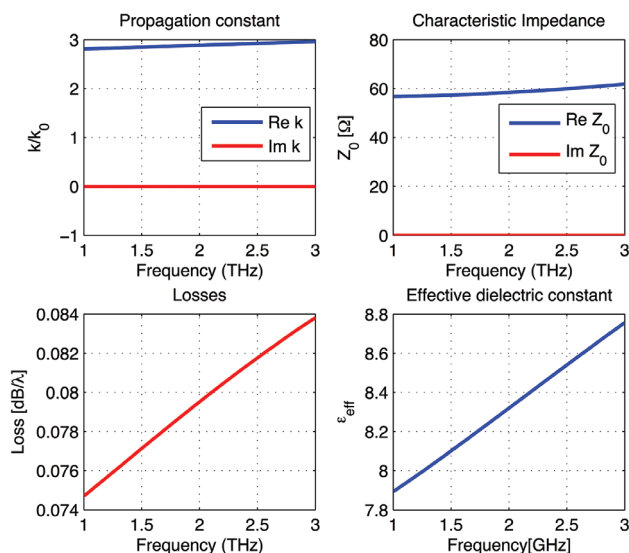 Propagation constant
3
2
1
0
−1
k/k0
Re k
Im k
1
1.5
2
2.5
3
Frequency (THz)
Characteristic Impedance
80
60
40
20
0
Z0 [Ω]
Re Z0
Im Z0
1
1.5
2
2.5
3
Frequency (THz)
Losses
0.084
0.082
0.08
0.078
0.076
0.074
Loss [dB/λ]
1
1.5
2
2.5
3
Frequency (THz)
Effective dielectric constant
8.8
8.6
8.4
8.2
8
7.8
εeff
1
1.5
2
2.5
3
Frequency[GHz]